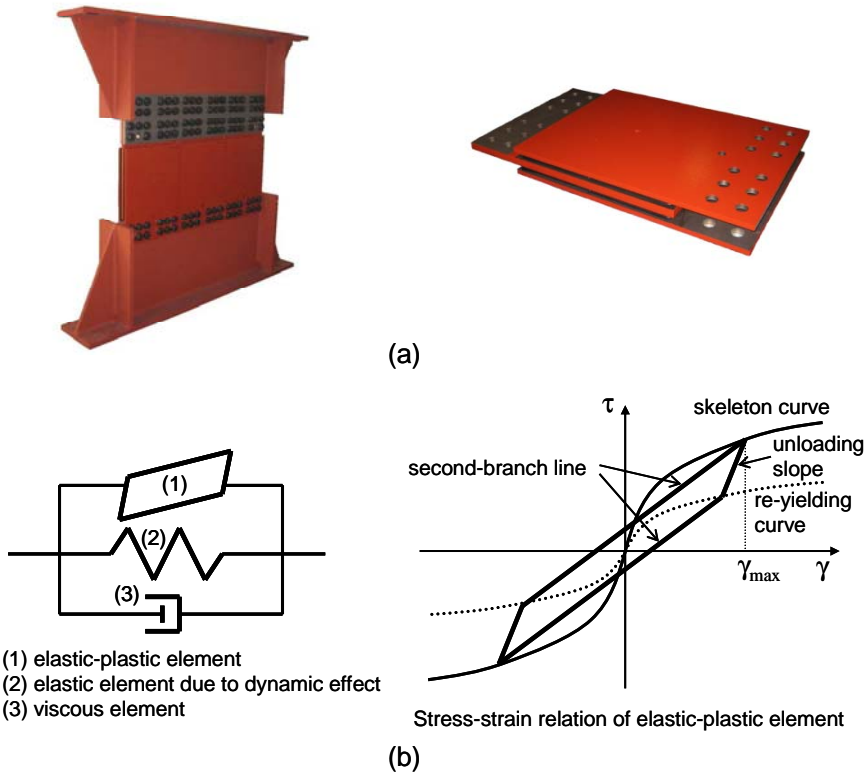 (a)
(1)
(2)
(3)
(1) elastic-plastic element
(2) elastic element due to dynamic effect
(3) viscous element
τ
skeleton curve
unloading
slope
second-branch line
re-yielding
curve
γmax
γ
Stress-strain relation of elastic-plastic element
(b)